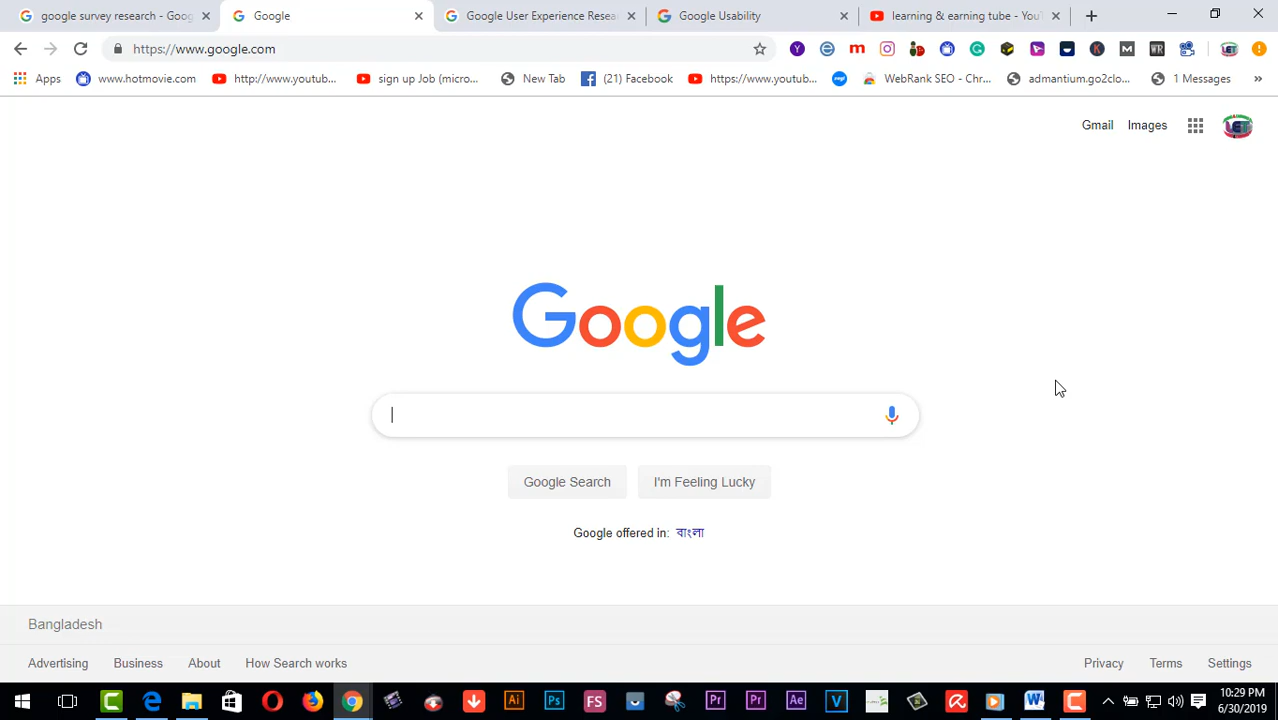 google survey research - Goog
Google
Google User Experience Resea
Google Usability
learning & earning tube - YouT
https://www.google.com
Apps
www.hotmovie.com
http://www.youtub...
sign up Job (micro...
New Tab
(21) Facebook
https://www.youtub...
WebRank SEO - Chr...
admantium.go2clo...
1 Messages
»
Gmail
Images
Google
Google Search
I'm Feeling Lucky
Google offered in: বাংলা
Bangladesh
Advertising
Business
About
How Search works
Privacy
Terms
Settings
10:29 PM
6/30/2019